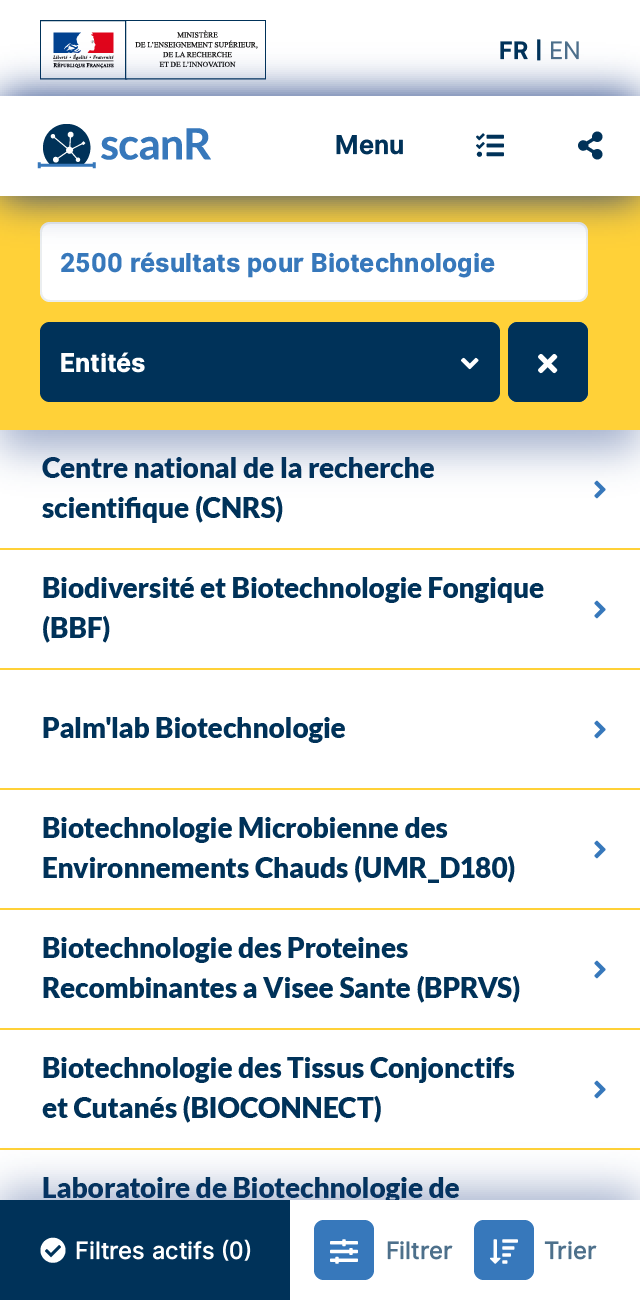 MINISTÈRE
DE L'ENSEIGNEMENT SUPÉRIEUR,
DE LA RECHERCHE
ET DE L'INNOVATION
Liberté • Égalité • Fraternité
RÉPUBLIQUE FRANÇAISE
FR | EN
scanR
Menu
2500 résultats pour Biotechnologie
Entités
Centre national de la recherche
scientifique (CNRS)
Biodiversité et Biotechnologie Fongique
(BBF)
Palm'lab Biotechnologie
Biotechnologie Microbienne des
Environnements Chauds (UMR_D180)
Biotechnologie des Proteines
Recombinantes a Visee Sante (BPRVS)
Biotechnologie des Tissus Conjonctifs
et Cutanés (BIOCONNECT)
Laboratoire de Biotechnologie de
Filtres actifs (0)
Filtrer
Trier